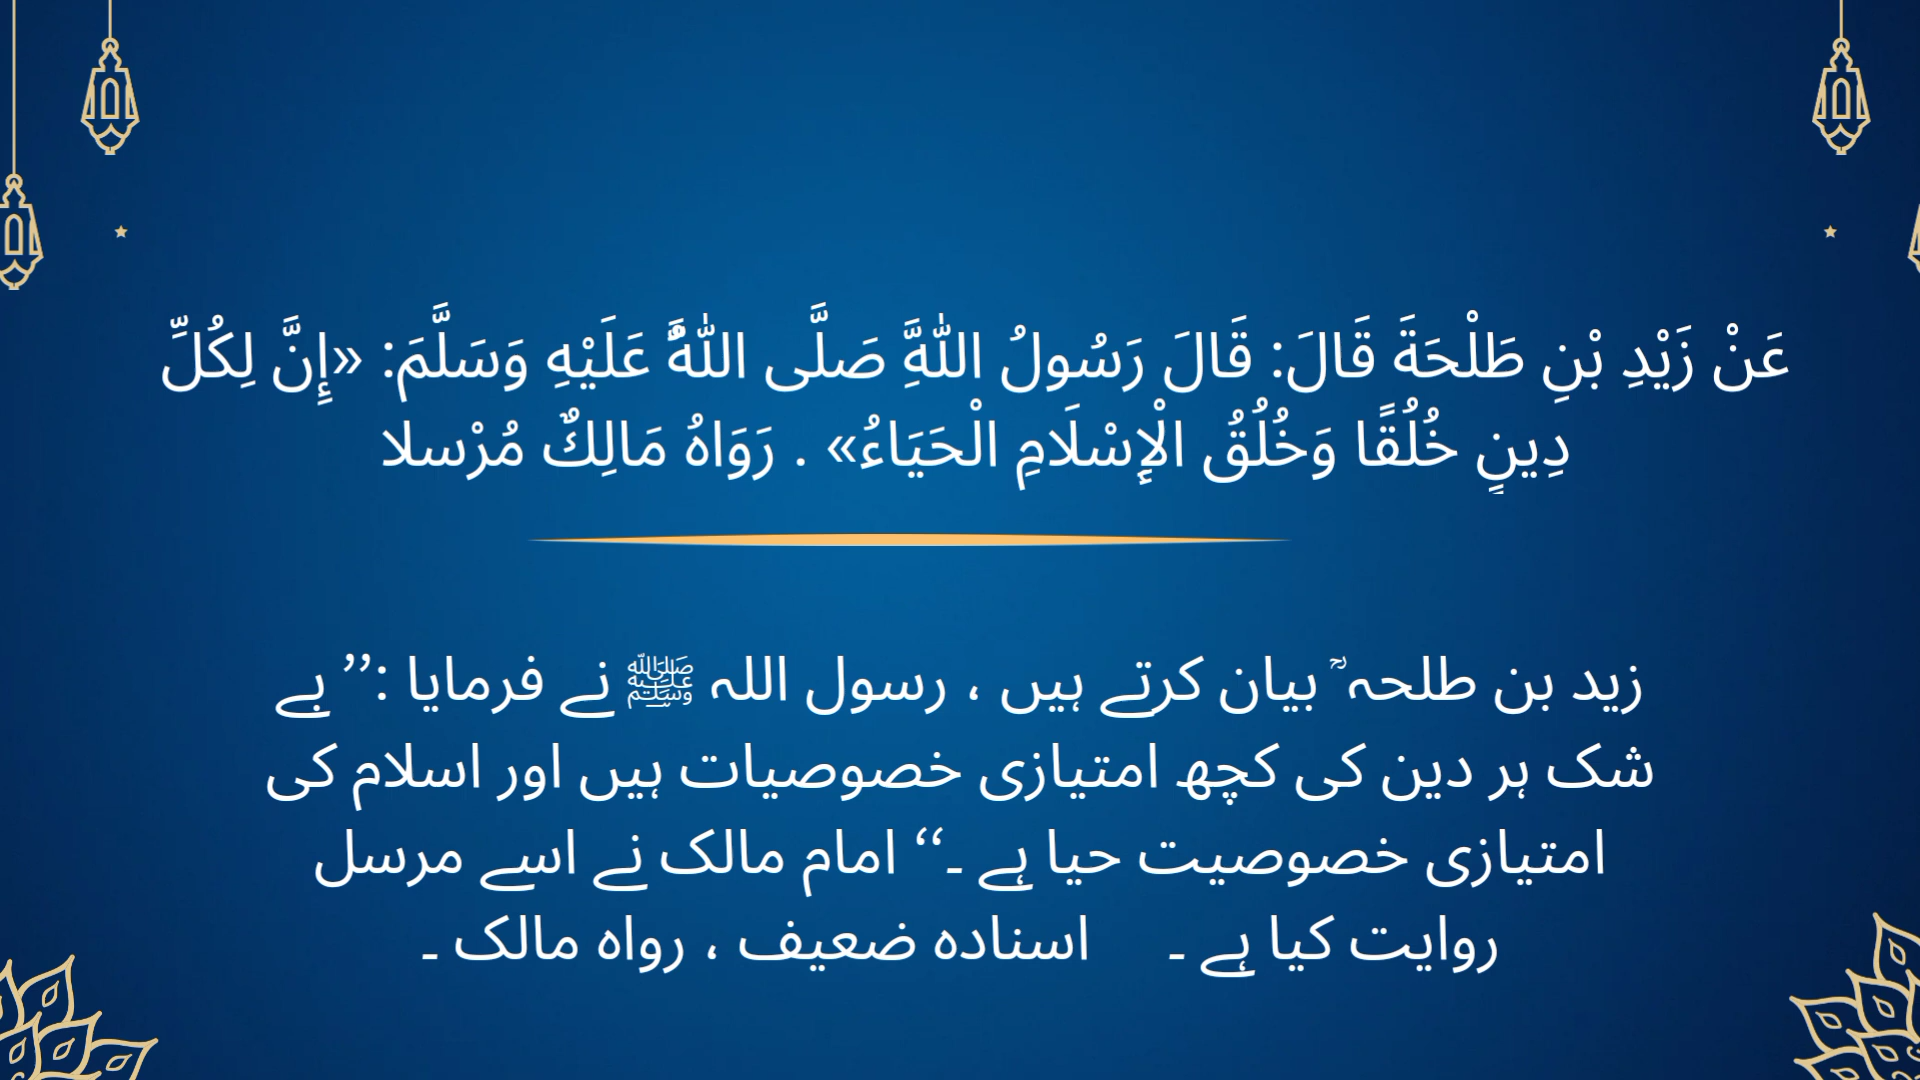 عَنْ زَيْدِ بْنِ طَلْحَةَ قَالَ: قَالَ رَسُولُ اللَّهِ صَلَّى اللَّهُ عَلَيْهِ وَسَلَّمَ: «إِنَّ لِكُلِّ
دِينٍ خُلُقًا وَخُلُقُ الْإِسْلَامِ الْحَيَاءُ» . رَوَاهُ مَالِكٌ مُرْسلا
زید بن طلحہ ؒ بیان کرتے ہیں ، رسول اللہ ﷺ نے فرمایا :’’ بے
شک ہر دین کی کچھ امتیازی خصوصیات ہیں اور اسلام کی
امتیازی خصوصیت حیا ہے ۔‘‘ امام مالک نے اسے مرسل
روایت کیا ہے ۔ اسنادہ ضعیف ، رواہ مالک ۔